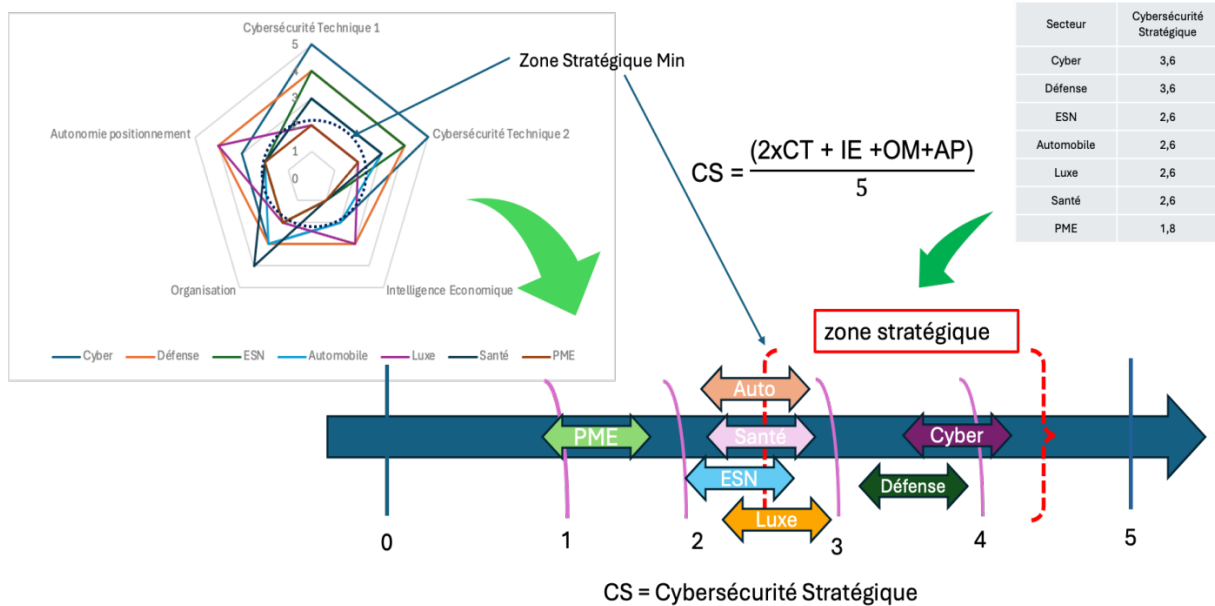 Cybersécurité Technique 1
5
4
3
1
0
Autonomie positionnement
Cybersécurité Technique 2
Organisation
Intelligence Economique
Cyber Défense ESN Automobile Luxe Santé PME
Zone Stratégique Min
CS = (2xCT + IE +OM+AP)
5
Secteur Cybersécurité
Stratégique
Cyber 3,6
Défense 3,6
ESN 2,6
Automobile 2,6
Luxe 2,6
Santé 2,6
PME 1,8
zone stratégique
Auto
PME Santé Cyber
ESN Défense
Luxe
0 1 2 3 4 5
CS = Cybersécurité Stratégique